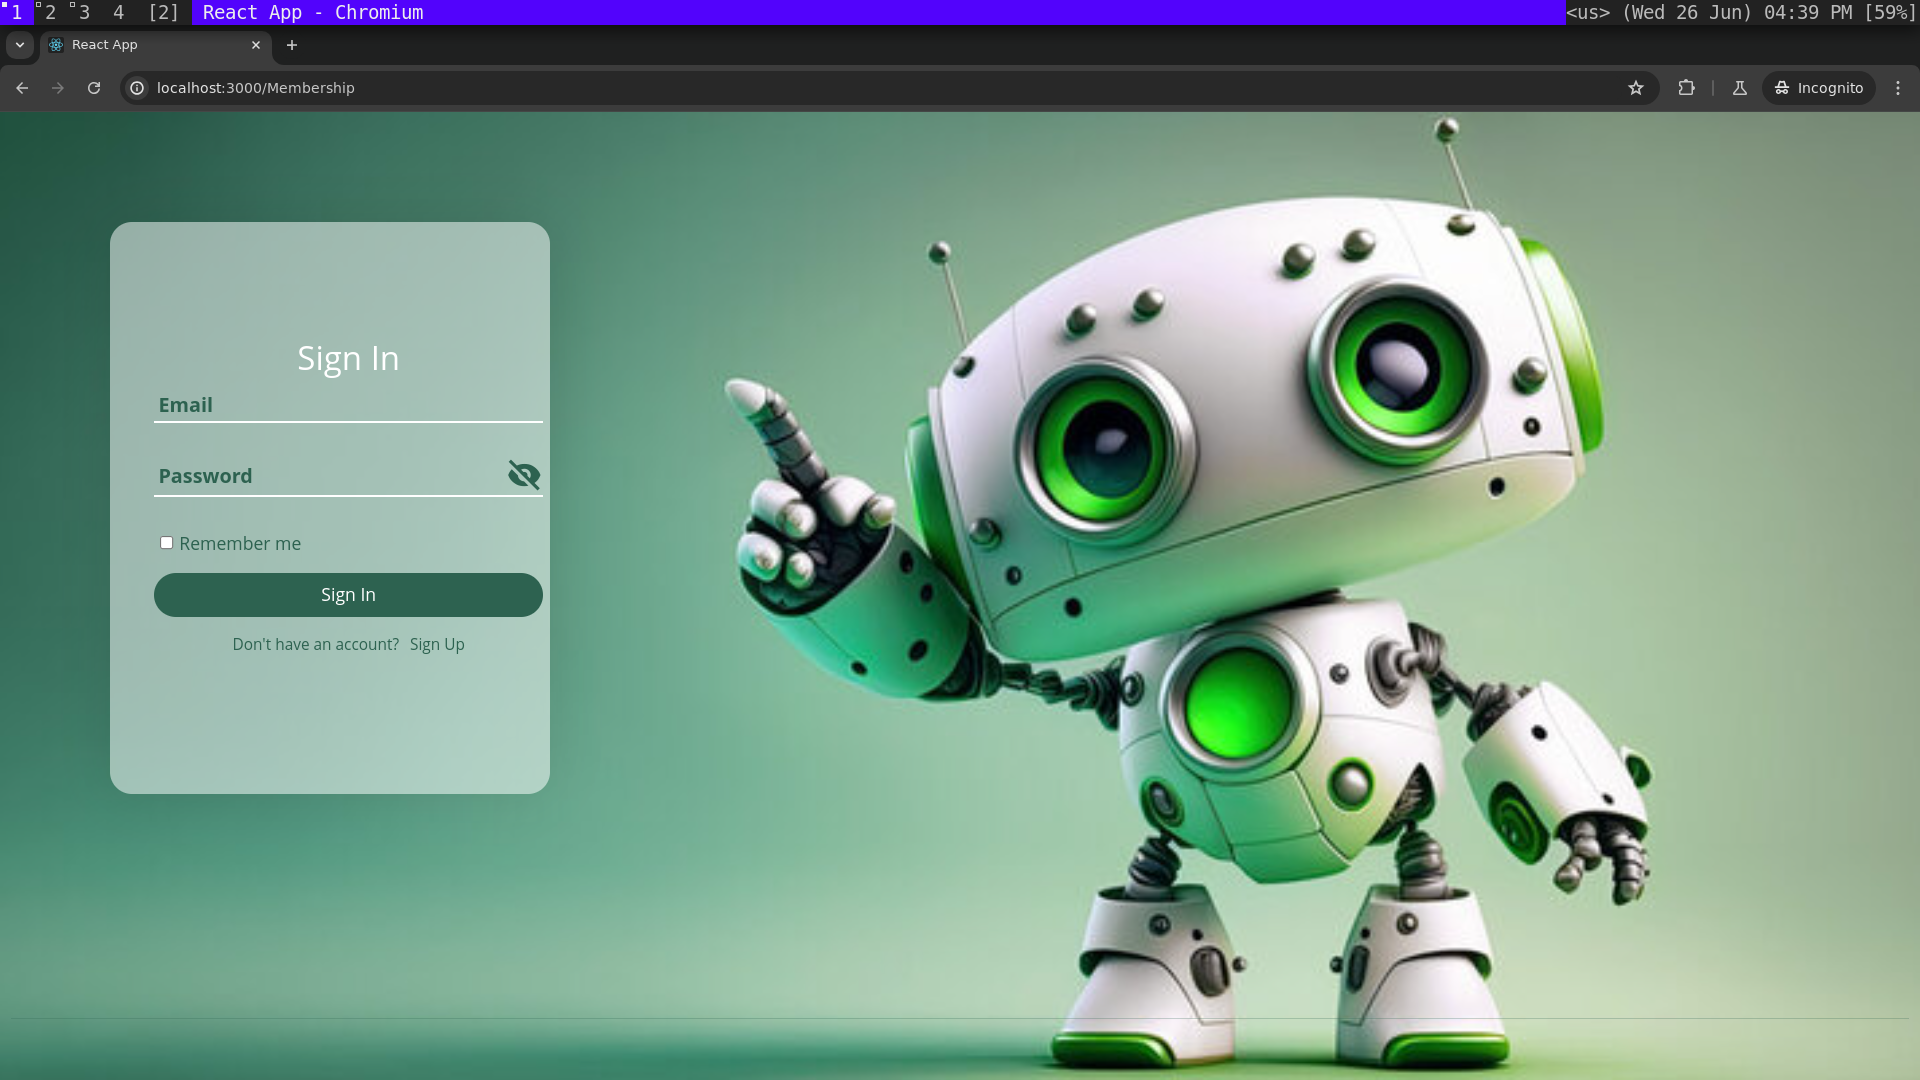 1 2 3 4 [2] React App - Chromium <us> (Wed 26 Jun) 04:39 PM [59%]
React App
localhost:3000/Membership
Incognito
Sign In
Email
Password
Remember me
Sign In
Don't have an account? Sign Up